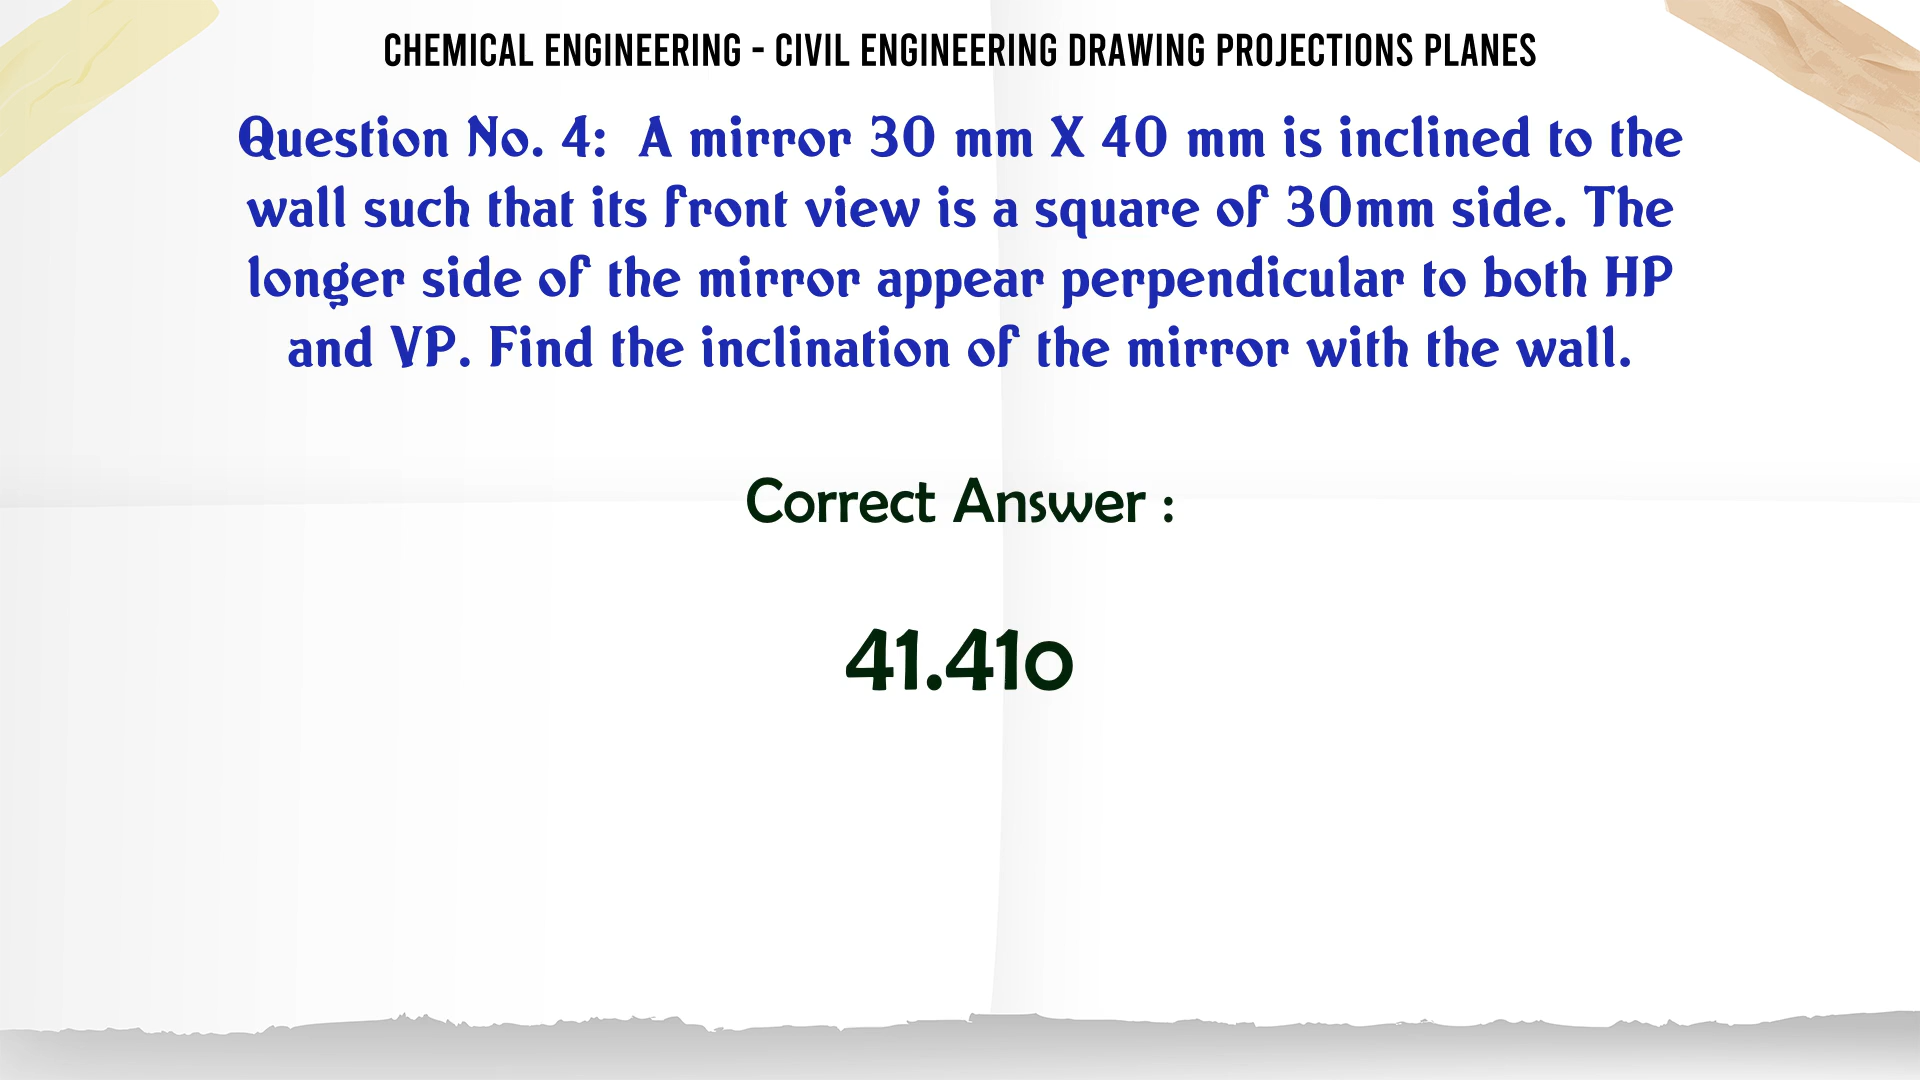 CHEMICAL ENGINEERING - CIVIL ENGINEERING DRAWING PROJECTIONS PLANES
Question No. 4: A mirror 30 mm X 40 mm is inclined to the
wall such that its front view is a square of 30mm side. The
longer side of the mirror appear perpendicular to both HP
and VP. Find the inclination of the mirror with the wall.
Correct Answer :
41.41o